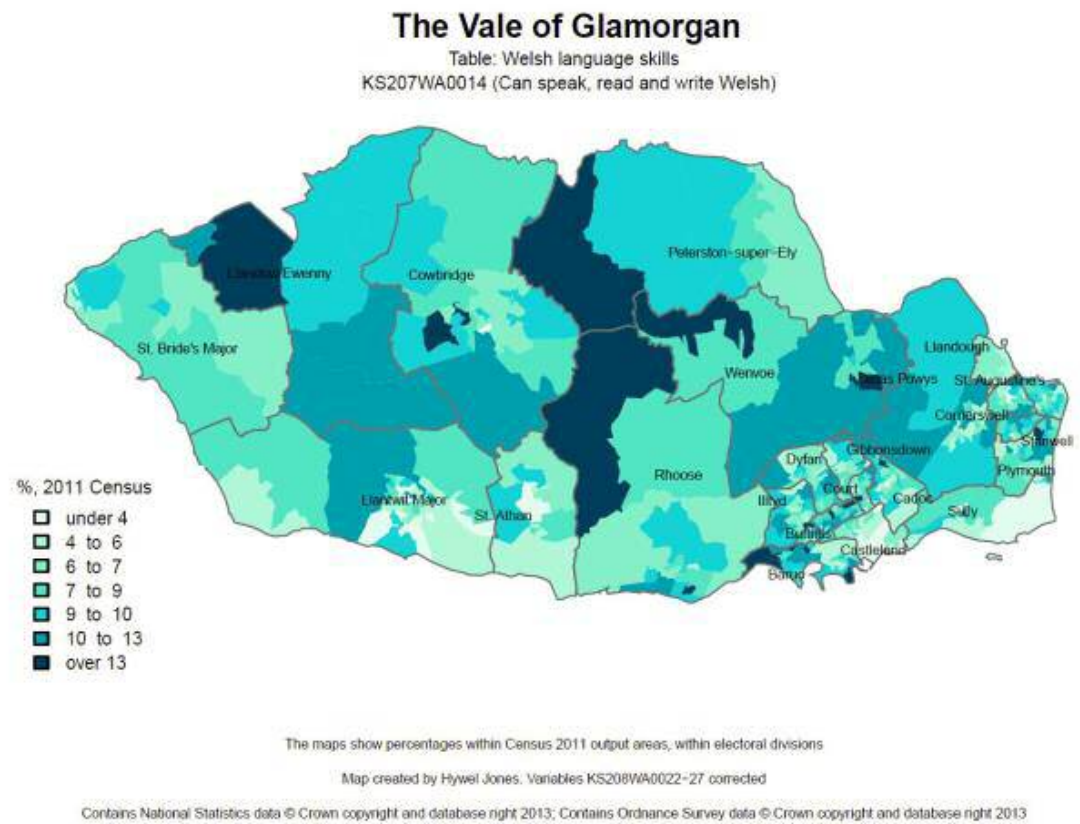 The Vale of Glamorgan
Table: Welsh language skills
KS207WA0014 (Can speak, read and write Welsh)
Peterston-super-Ely
Ewenny
Cowbridge
St. Bride's Major
Llandough
Wenvoe
Powys
St. Augustine's
Cornerswell
Stanwell
Gibbonsdown
Dyfan
Plymouth
Rhoose
Court
Illtyd
Cadoc
Llantwit Major
St. Athan
Sully
Buttrills
Castleland
Baruc
%, 2011 Census
under 4
4 to 6
6 to 7
7 to 9
9 to 10
10 to 13
over 13
The maps show percentages within Census 2011 output areas, within electoral divisions
Map created by Hywel Jones. Variables KS208WA0022-27 corrected
Contains National Statistics data © Crown copyright and database right 2013; Contains Ordnance Survey data © Crown copyright and database right 2013